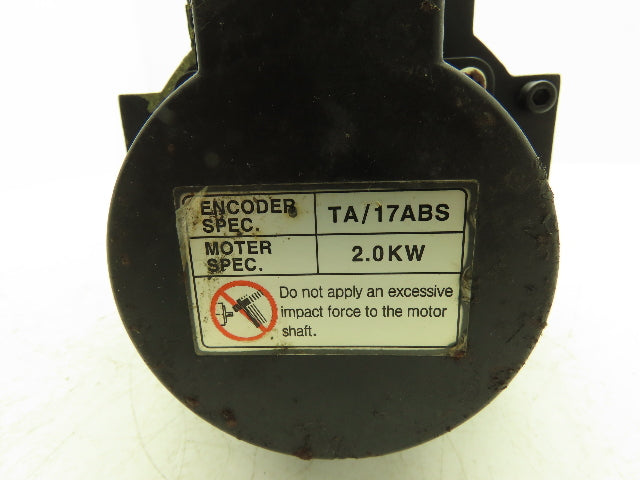 ENCODER SPEC. TA/17ABS
MOTER SPEC. 2.0KW
Do not apply an excessive
impact force to the motor
shaft.